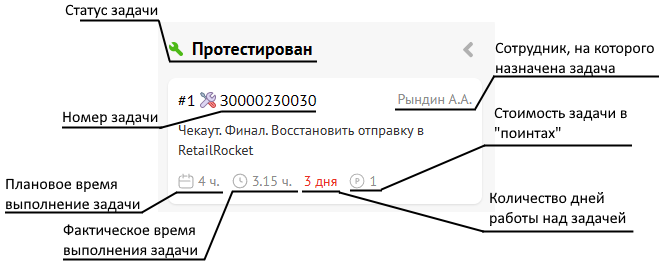 Статус задачи
Протестирован
Сотрудник, на которого
назначена задача
#1 30000230030
Рындин А.А.
Номер задачи
Стоимость задачи в
"поинтах"
Чекаут. Финал. Восстановить отправку в
RetailRocket
Плановое время
выполнение задачи
4 ч. 3.15 ч. 3 дня Р 1
Количество дней
работы над задачей
Фактическое время
выполнения задачи